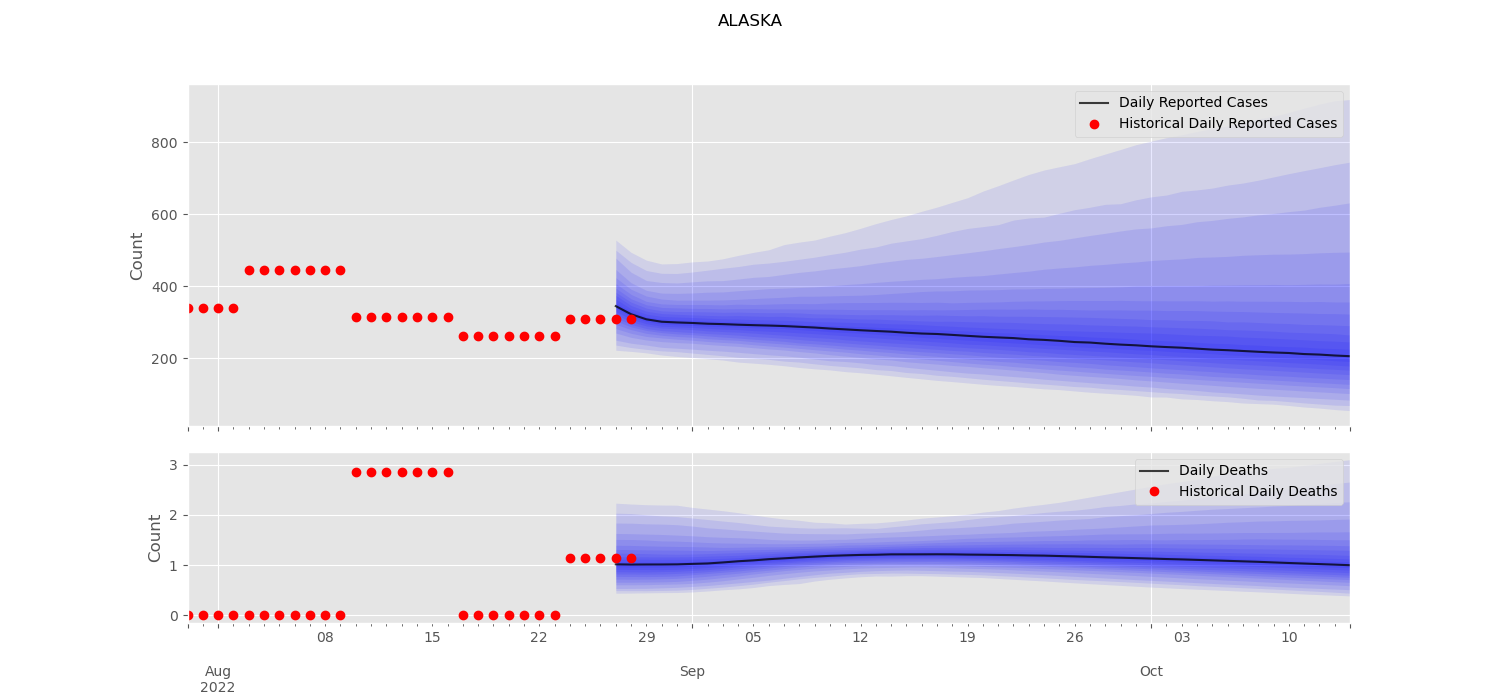 ALASKA
Daily Reported Cases
Historical Daily Reported Cases
Count
800
600
400
200
Daily Deaths
Historical Daily Deaths
Count
3
2
1
0
08 15 22 29 05 12 19 26 03 10
Aug Sep Oct
2022